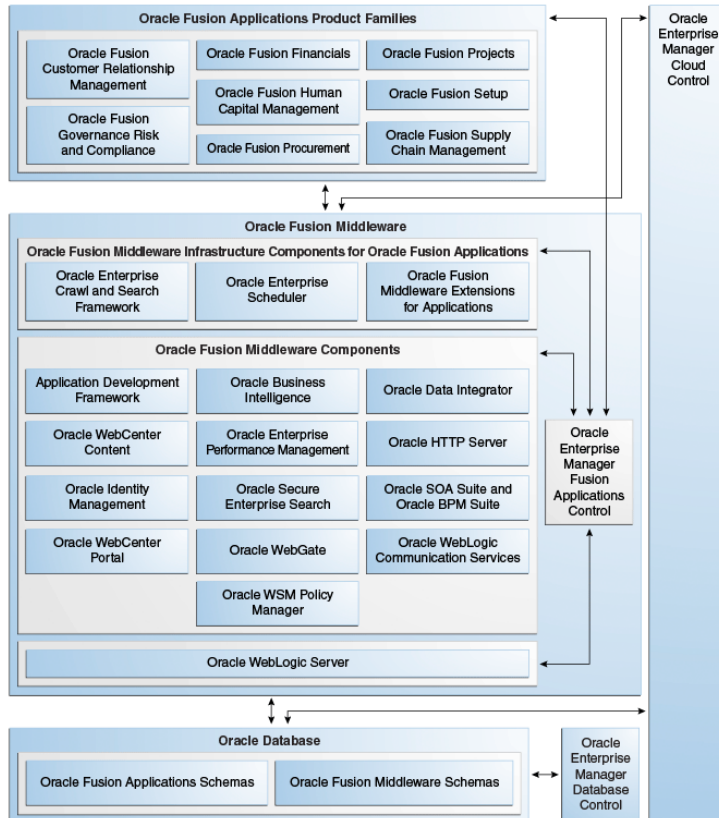 Oracle Fusion Applications Product Families
Oracle Fusion
Customer Relationship
Management
Oracle Fusion Financials
Oracle Fusion Projects
Oracle Fusion Human
Capital Management
Oracle Fusion Setup
Oracle Fusion
Governance Risk
and Compliance
Oracle Fusion Procurement
Oracle Fusion Supply
Chain Management
Oracle
Enterprise
Manager
Cloud
Control
Oracle Fusion Middleware
Oracle Fusion Middleware Infrastructure Components for Oracle Fusion Applications
Oracle Enterprise
Crawl and Search
Framework
Oracle Enterprise
Scheduler
Oracle Fusion
Middleware Extensions
for Applications
Oracle Fusion Middleware Components
Application Development
Framework
Oracle Business
Intelligence
Oracle Data Integrator
Oracle WebCenter
Content
Oracle Enterprise
Performance Management
Oracle HTTP Server
Oracle Identity
Management
Oracle Secure
Enterprise Search
Oracle SOA Suite and
Oracle BPM Suite
Oracle WebCenter
Portal
Oracle WebGate
Oracle WebLogic
Communication Services
Oracle WSM Policy
Manager
Oracle
Enterprise
Manager
Fusion
Applications
Control
Oracle WebLogic Server
Oracle Database
Oracle Fusion Applications Schemas
Oracle Fusion Middleware Schemas
Oracle
Enterprise
Manager
Database
Control